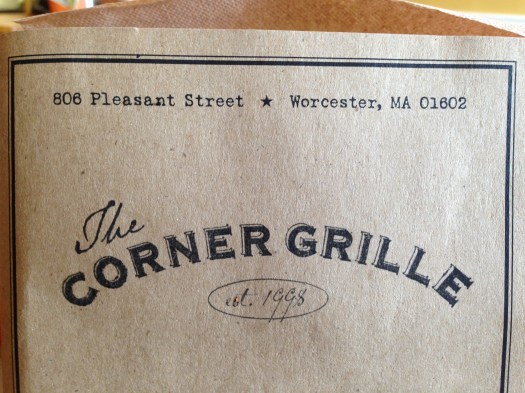 806 Pleasant Street ★ Worcester, MA 01602
The
CORNER GRILLE
est. 1998